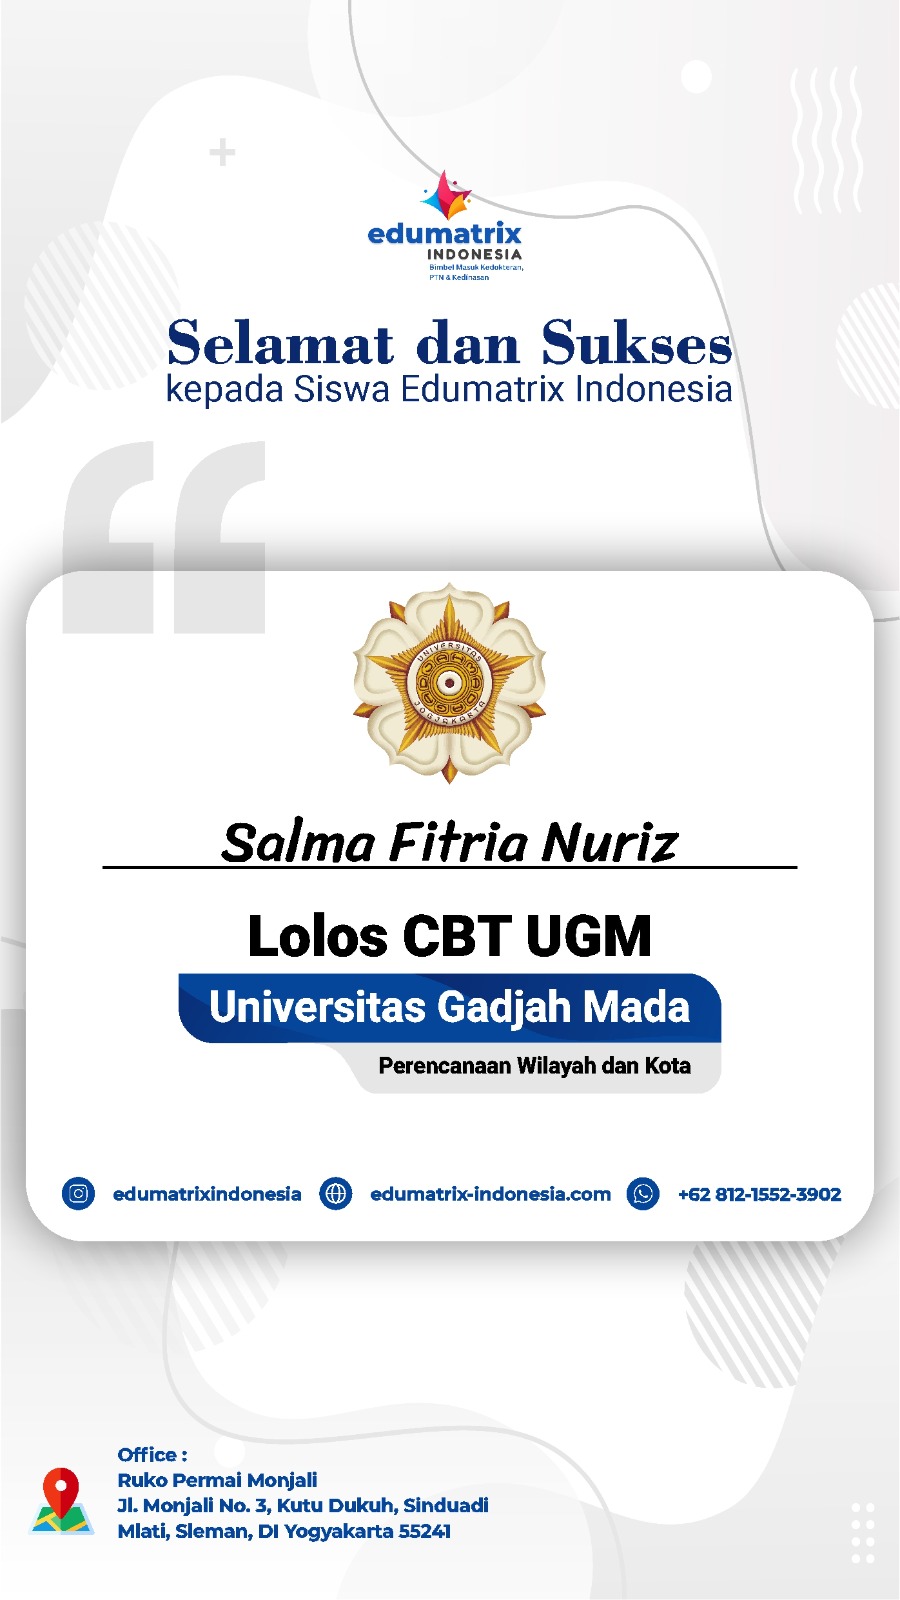 edumatrix
INDONESIA
Bimbel Masuk Kedokteran,
PTN & Kedinasan
Selamat dan Sukses
kepada Siswa Edumatrix Indonesia
UNIVERSITAS
GADJAH MADA
JOGJAKARTA
Salma Fitria Nuriz
Lolos CBT UGM
Universitas Gadjah Mada
Perencanaan Wilayah dan Kota
edumatrixindonesia edumatrix-indonesia.com +62 812-1552-3902
Office :
Ruko Permai Monjali
Jl. Monjali No. 3, Kutu Dukuh, Sinduadi
Mlati, Sleman, DI Yogyakarta 55241